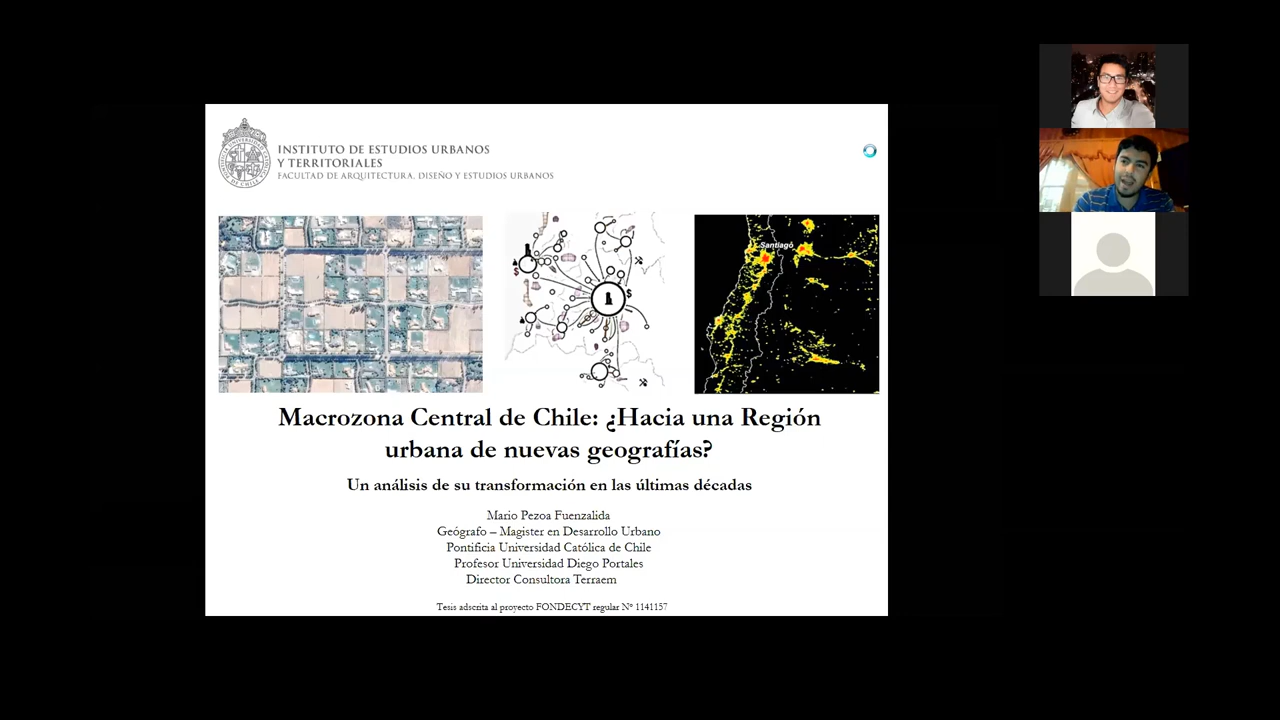 INSTITUTO DE ESTUDIOS URBANOS
Y TERRITORIALES
FACULTAD DE ARQUITECTURA, DISEÑO Y ESTUDIOS URBANOS
Santiago
$
$
Macrozona Central de Chile: ¿Hacia una Región
urbana de nuevas geografías?
Un análisis de su transformación en las últimas décadas
Mario Pezoa Fuenzalida
Geógrafo – Magister en Desarrollo Urbano
Pontificia Universidad Católica de Chile
Profesor Universidad Diego Portales
Director Consultora Terraem
Tesis adscrita al proyecto FONDECYT regular N° 1141157